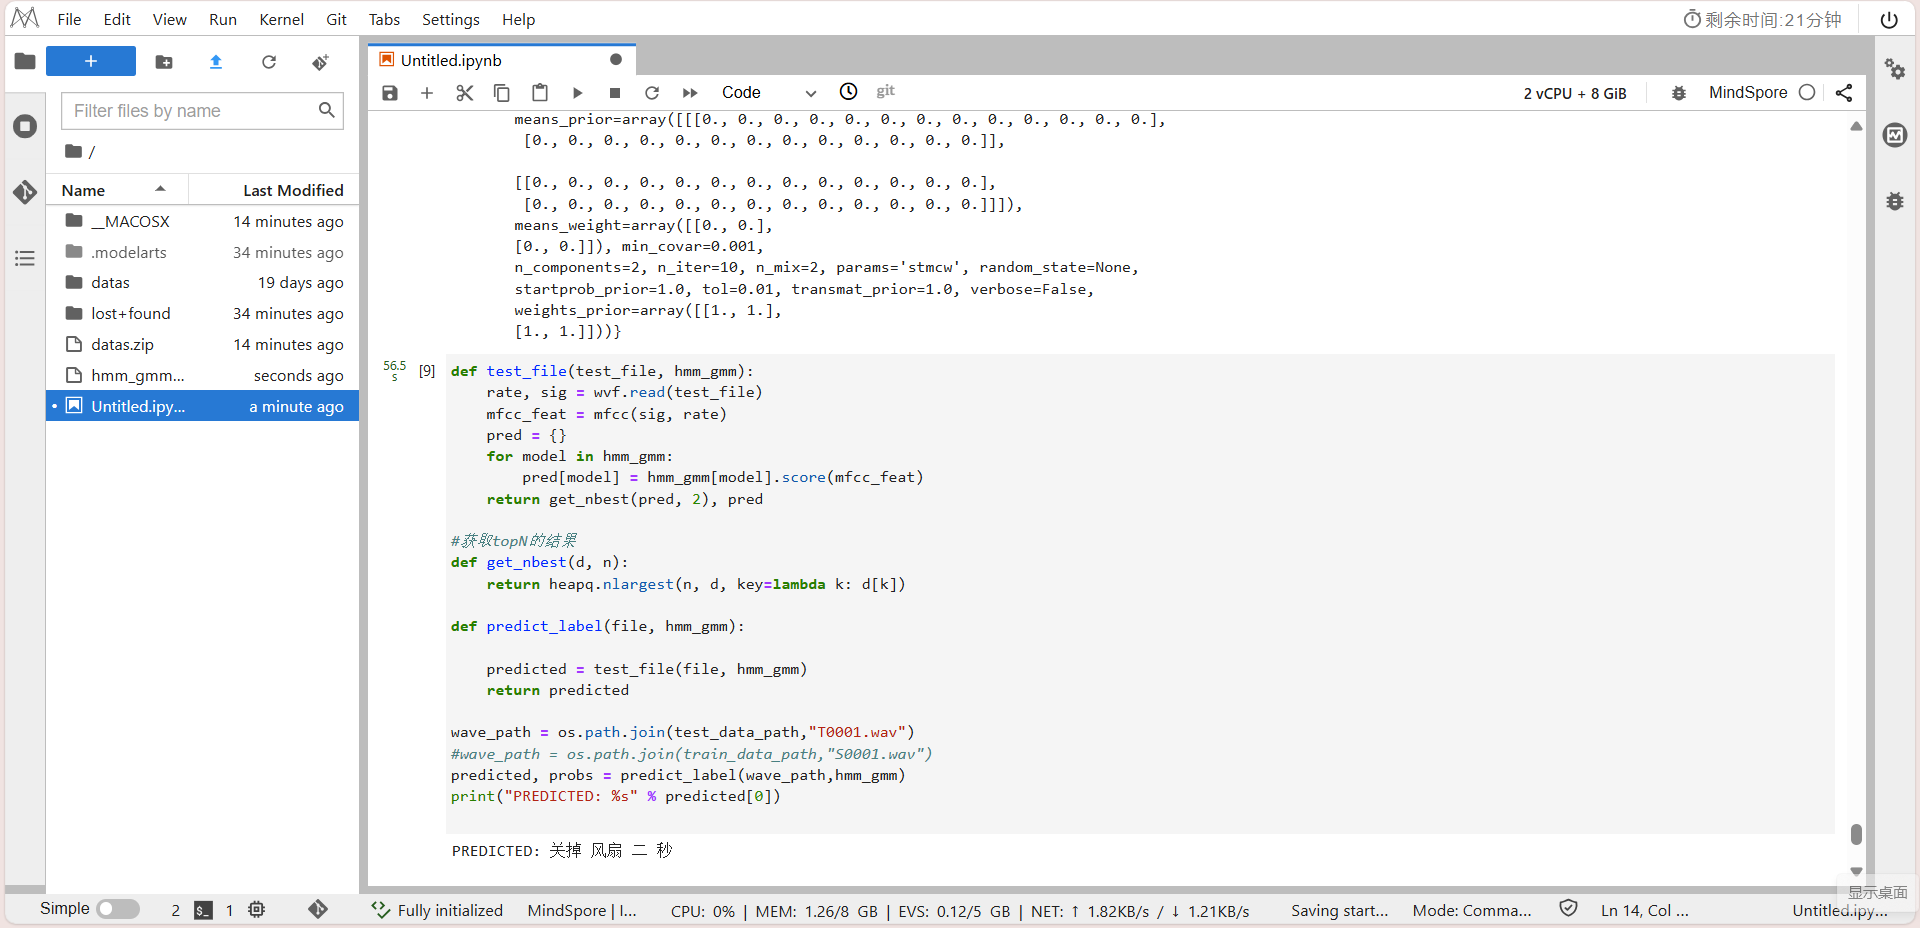 File Edit View Run Kernel Git Tabs Settings Help
剩余时间:21分钟
Untitled.ipynb
Filter files by name
Code
git
2 vCPU + 8 GiB
MindSpore
/
Name Last Modified
__MACOSX 14 minutes ago
.modelarts 34 minutes ago
datas 19 days ago
lost+found 34 minutes ago
datas.zip 14 minutes ago
hmm_gmm... seconds ago
Untitled.ipy... a minute ago
means_prior=array([[[0., 0., 0., 0., 0., 0., 0., 0., 0., 0., 0., 0., 0.],
[0., 0., 0., 0., 0., 0., 0., 0., 0., 0., 0., 0., 0.]],
[[0., 0., 0., 0., 0., 0., 0., 0., 0., 0., 0., 0., 0.],
[0., 0., 0., 0., 0., 0., 0., 0., 0., 0., 0., 0., 0.]]]),
means_weight=array([[0., 0.],
[0., 0.]]), min_covar=0.001,
n_components=2, n_iter=10, n_mix=2, params='stmcw', random_state=None,
startprob_prior=1.0, tol=0.01, transmat_prior=1.0, verbose=False,
weights_prior=array([[1., 1.],
[1., 1.]]))}
56.5 s
[9]
def test_file(test_file, hmm_gmm):
    rate, sig = wvf.read(test_file)
    mfcc_feat = mfcc(sig, rate)
    pred = {}
    for model in hmm_gmm:
        pred[model] = hmm_gmm[model].score(mfcc_feat)
    return get_nbest(pred, 2), pred
#获取topN的结果
def get_nbest(d, n):
    return heapq.nlargest(n, d, key=lambda k: d[k])
def predict_label(file, hmm_gmm):
    predicted = test_file(file, hmm_gmm)
    return predicted
wave_path = os.path.join(test_data_path,"T0001.wav")
#wave_path = os.path.join(train_data_path,"S0001.wav")
predicted, probs = predict_label(wave_path,hmm_gmm)
print("PREDICTED: %s" % predicted[0])
PREDICTED: 关掉 风扇 二 秒
显示桌面
Simple 2 $_ 1 Fully initialized MindSpore | I... CPU: 0% | MEM: 1.26/8 GB | EVS: 0.12/5 GB | NET: ↑ 1.82KB/s / ↓ 1.21KB/s Saving start... Mode: Comma... Ln 14, Col ... Untitled.ipy...